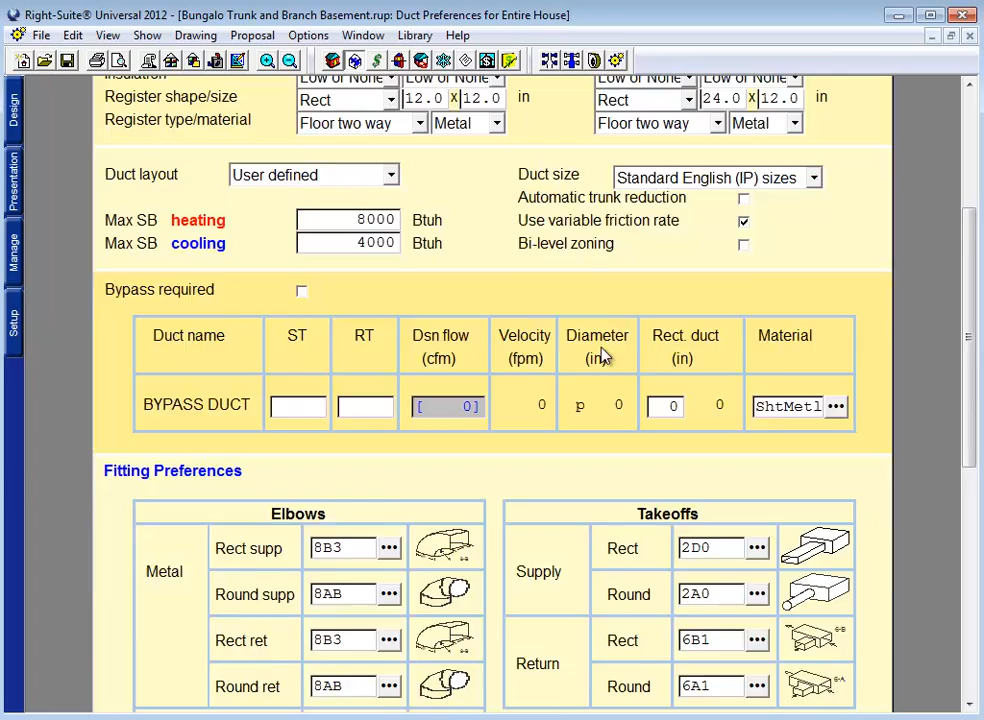 Right-Suite® Universal 2012 - [Bungalo Trunk and Branch Basement.rup: Duct Preferences for Entire House]
File Edit View Show Drawing Proposal Options Window Library Help
Design
Presentation
Manage
Setup
Insulation Low or None Low or None Low or None Low or None
Register shape/size Rect 12.0 x 12.0 in Rect 24.0 x 12.0 in
Register type/material Floor two way Metal Floor two way Metal
Duct layout User defined Duct size Standard English (IP) sizes
Automatic trunk reduction
Max SB heating 8000 Btuh Use variable friction rate
Max SB cooling 4000 Btuh Bi-level zoning
Bypass required
Duct name ST RT Dsn flow Velocity Diameter Rect. duct Material
(cfm) (fpm) (in) (in)
BYPASS DUCT [ 0] 0 p 0 0 0 ShtMetl
Fitting Preferences
Elbows
Metal
Rect supp 8B3
Round supp 8AB
Rect ret 8B3
Round ret 8AB
Takeoffs
Supply
Rect 2D0
Round 2A0
Return
Rect 6B1 6-B
Round 6A1 6-A